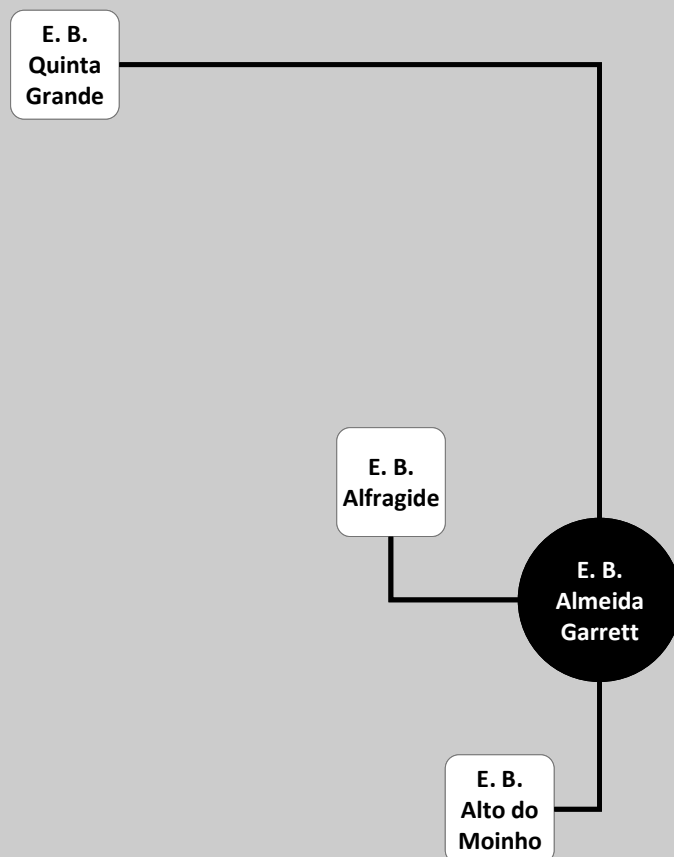 E. B.
Quinta
Grande
E. B.
Alfragide
E. B.
Almeida
Garrett
E. B.
Alto do
Moinho